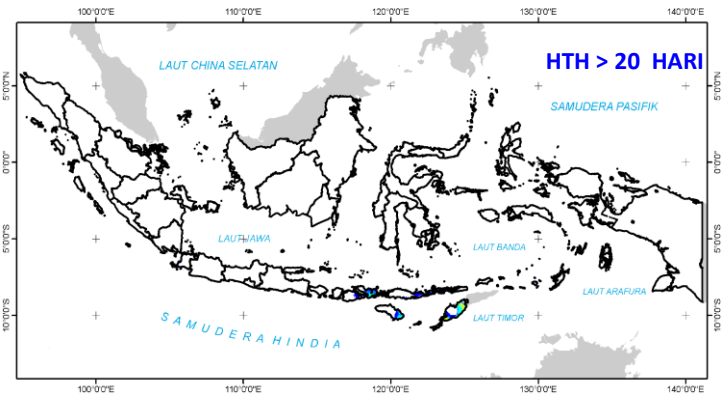 100°0'0"E 110°0'0"E 120°0'0"E 130°0'0"E 140°0'0"E
HTH > 20 HARI
LAUT CHINA SELATAN
5°0'0"N 5°0'0"N
SAMUDERA PASIFIK
0°0'0" 0°0'0"
LAUT JAWA
5°0'0"S 5°0'0"S
LAUT BANDA
LAUT ARAFURA
10°0'0"S 10°0'0"S
SAMUDERA HINDIA
LAUT TIMOR
100°0'0"E 110°0'0"E 120°0'0"E 130°0'0"E 140°0'0"E